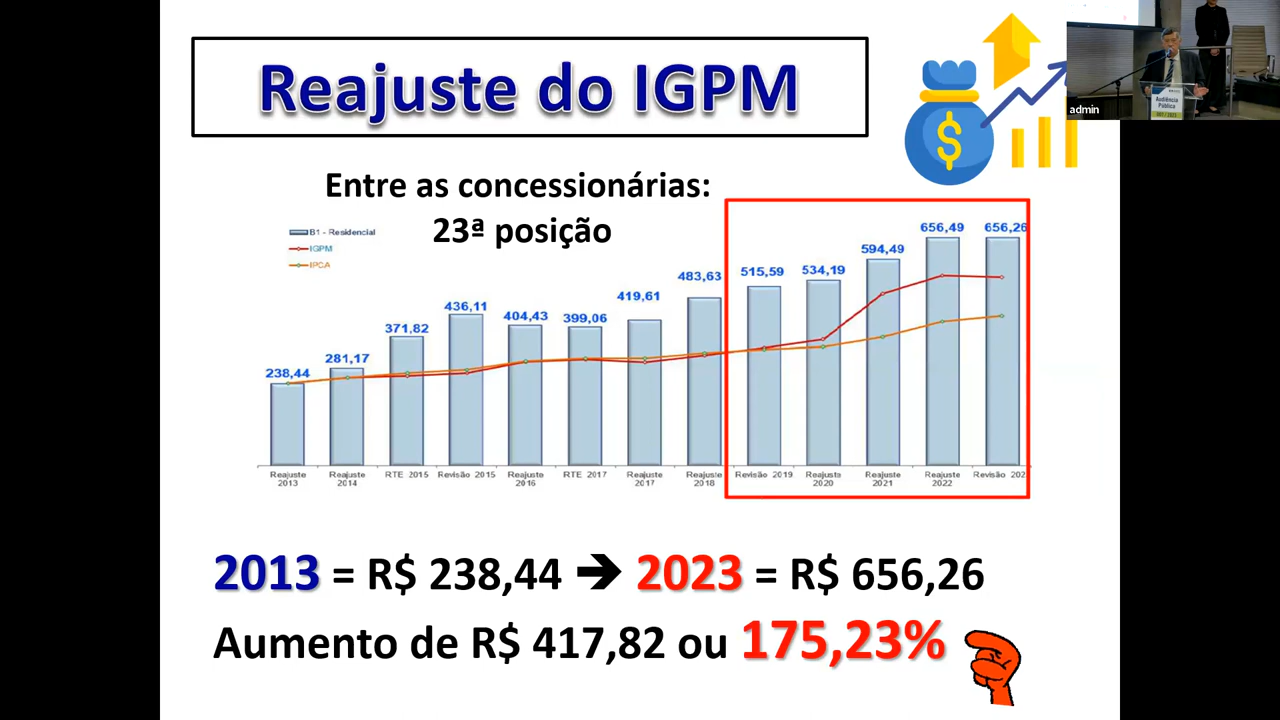 Reajuste do IGPM
admin
Audiência
Pública
Entre as concessionárias:
23ª posição
B1 - Residencial
IGPM
IPCA
238,44
281,17
371,82
436,11
404,43
399,06
419,61
483,63
515,59
534,19
594,49
656,49
656,26
Reajuste 2013
Reajuste 2014
RTE 2015
Revisão 2015
Reajuste 2016
RTE 2017
Reajuste 2017
Reajuste 2018
Revisão 2019
Reajuste 2020
Reajuste 2021
Reajuste 2022
Revisão 202
2013 = R$ 238,44 ➔ 2023 = R$ 656,26
Aumento de R$ 417,82 ou 175,23%
$